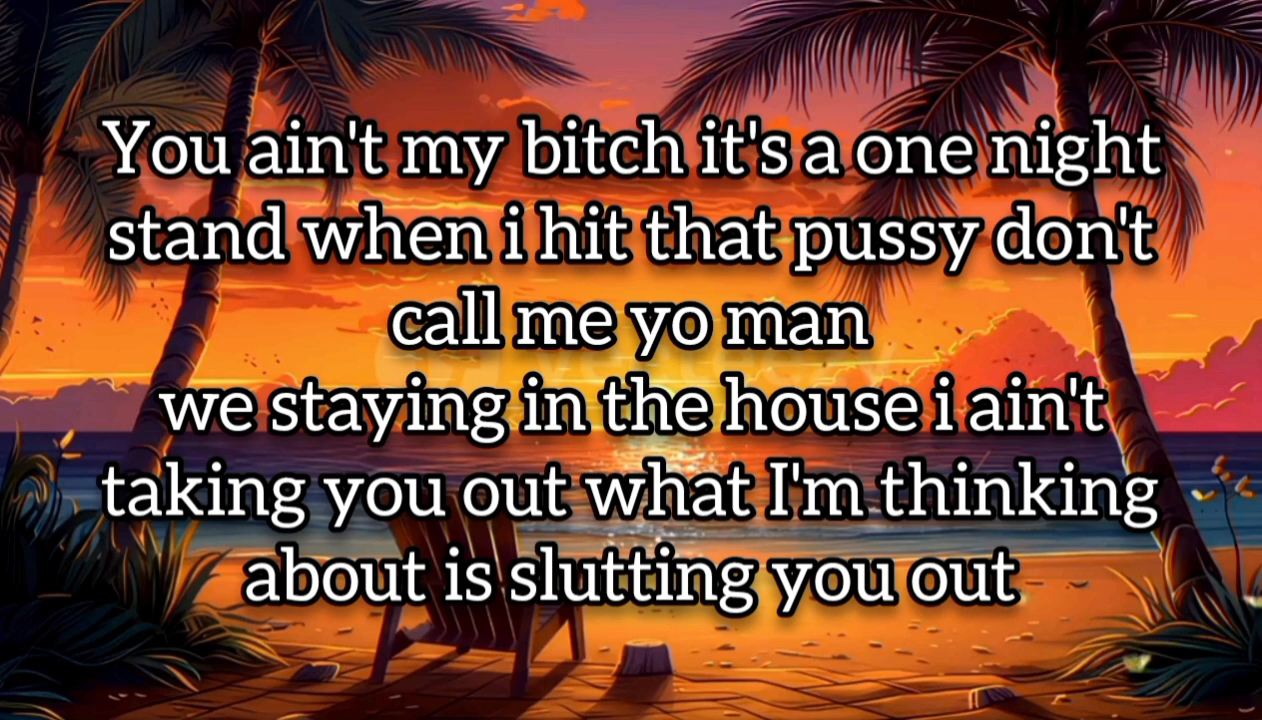 You ain't my bitch it's a one night
stand when i hit that pussy don't
call me yo man
we staying in the house i ain't
taking you out what I'm thinking
about is slutting you out